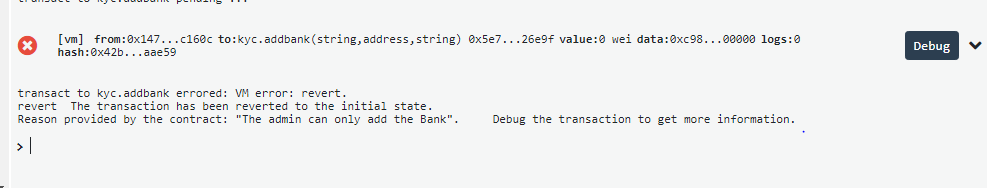 transact to kyc.addbank pending ...
[vm] from:0x147...c160c to:kyc.addbank(string,address,string) 0x5e7...26e9f value:0 wei data:0xc98...00000 logs:0
hash:0x42b...aae59
Debug
transact to kyc.addbank errored: VM error: revert.
revert The transaction has been reverted to the initial state.
Reason provided by the contract: "The admin can only add the Bank". Debug the transaction to get more information.
>